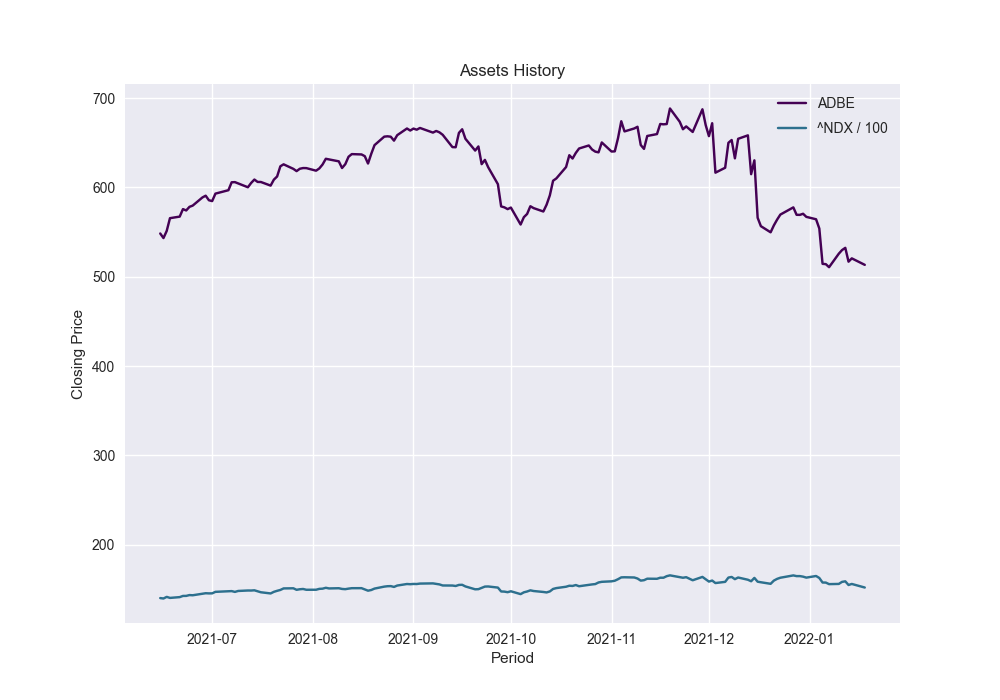 Assets History
ADBE
^NDX / 100
700
600
500
400
300
200
Closing Price
2021-07
2021-08
2021-09
2021-10
2021-11
2021-12
2022-01
Period